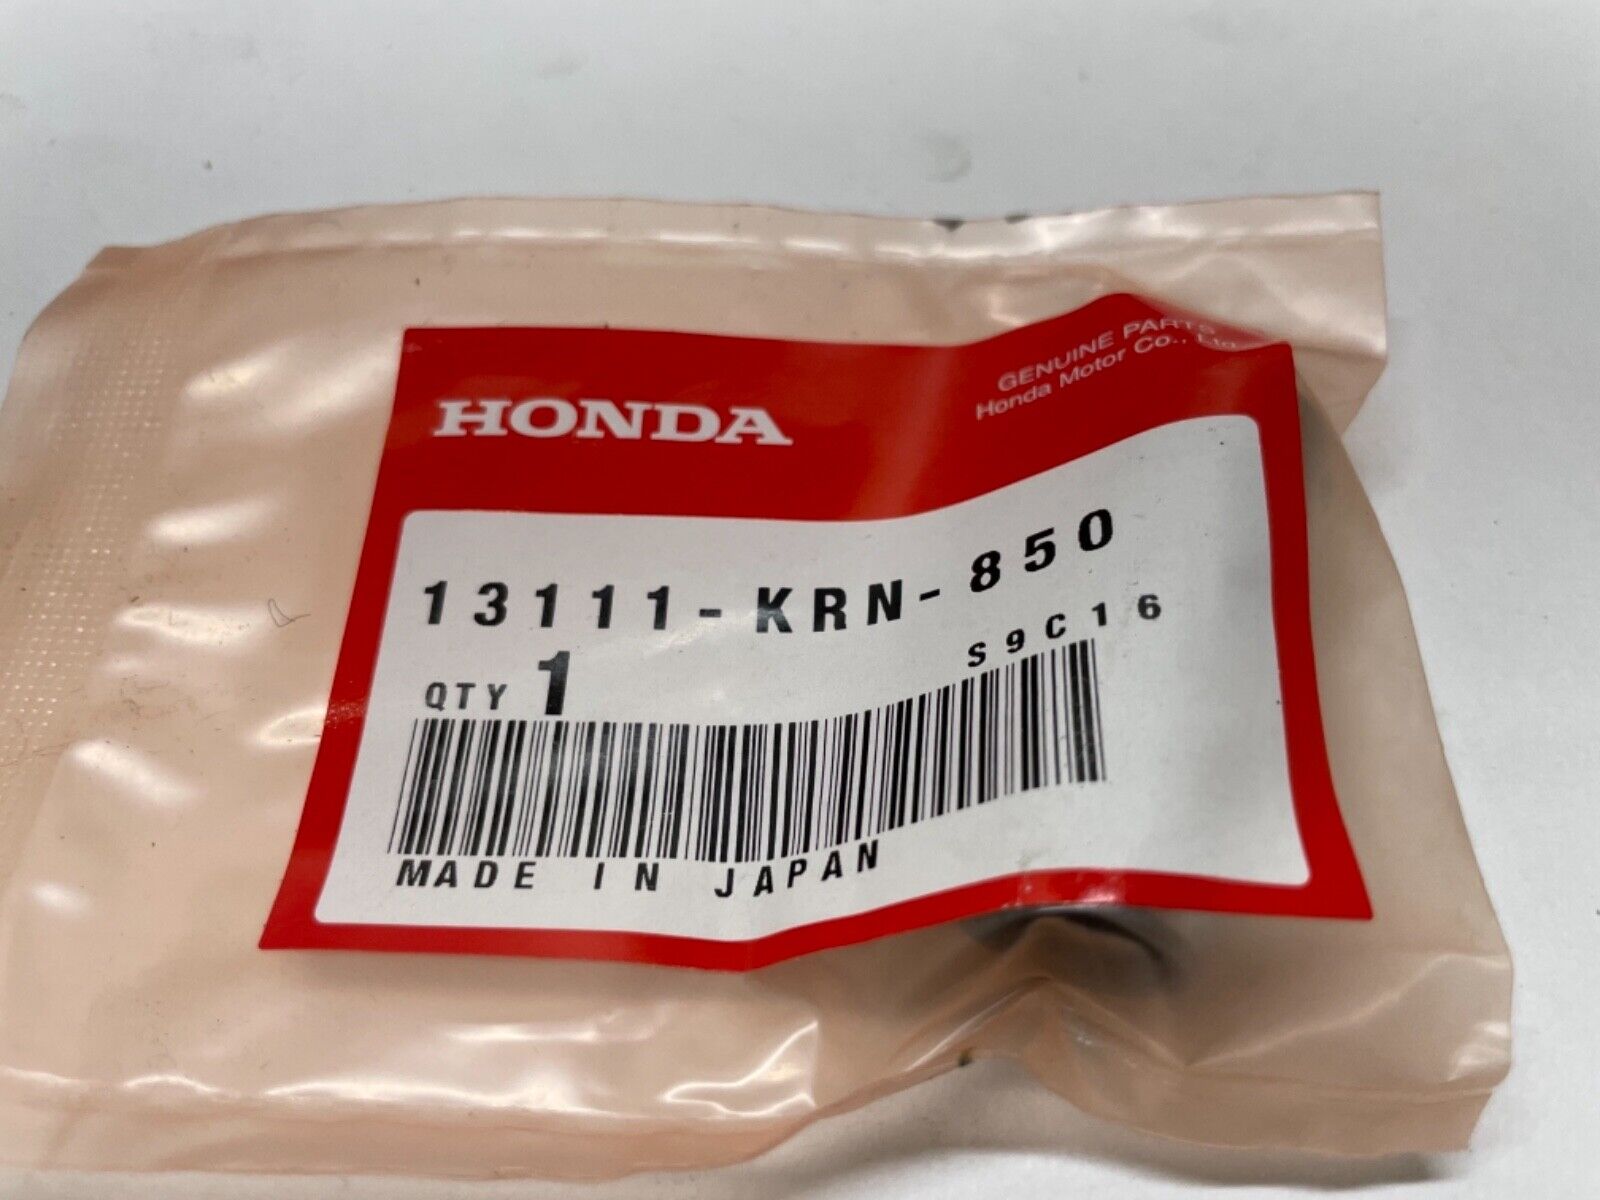 HONDA
GENUINE PARTS
Honda Motor Co., Ltd.
13111-KRN-850
S9C16
QTY 1
MADE IN JAPAN